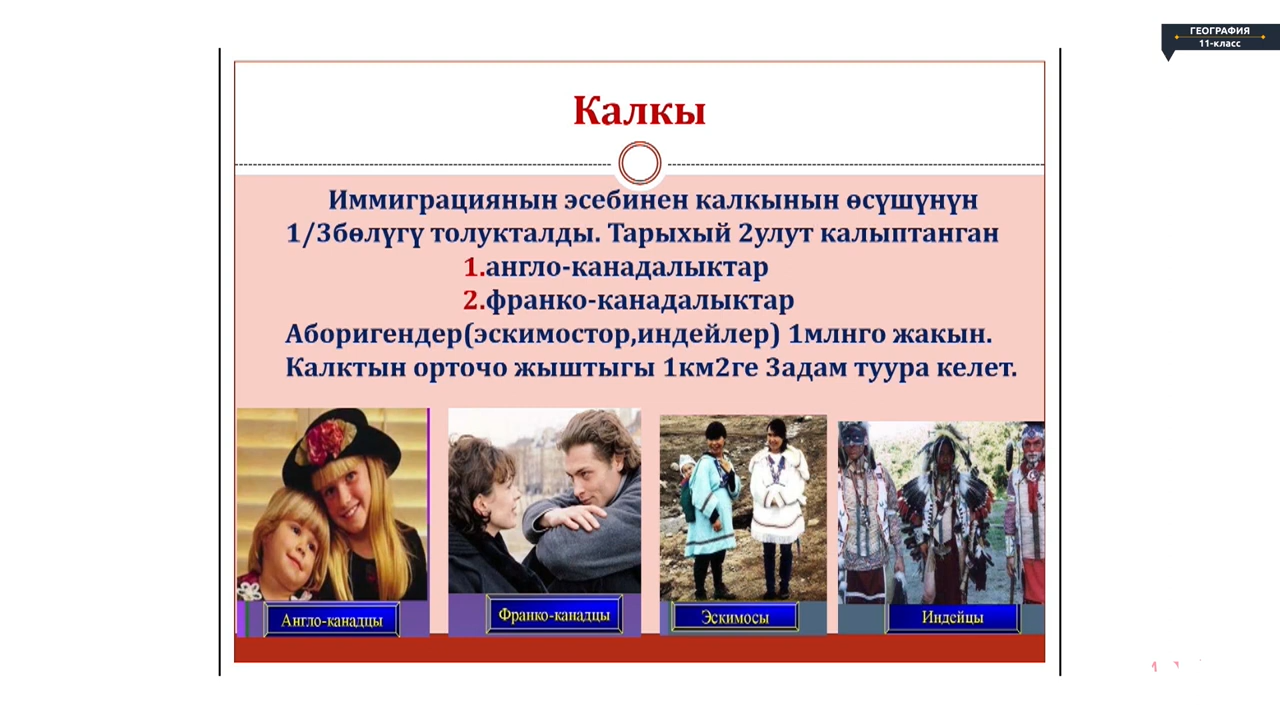 ГЕОГРАФИЯ
11-класс
Калкы
Иммиграциянын эсебинен калкынын өсүшүнүн
1/3бөлүгү толукталды. Тарыхый 2улут калыптанган
1.англо-канадалыктар
2.франко-канадалыктар
Аборигендер(эскимостор,индейлер) 1млнго жакын.
Калктын орточо жыштыгы 1км2ге 3адам туура келет.
Англо-канадцы
Франко-канадцы
Эскимосы
Индейцы